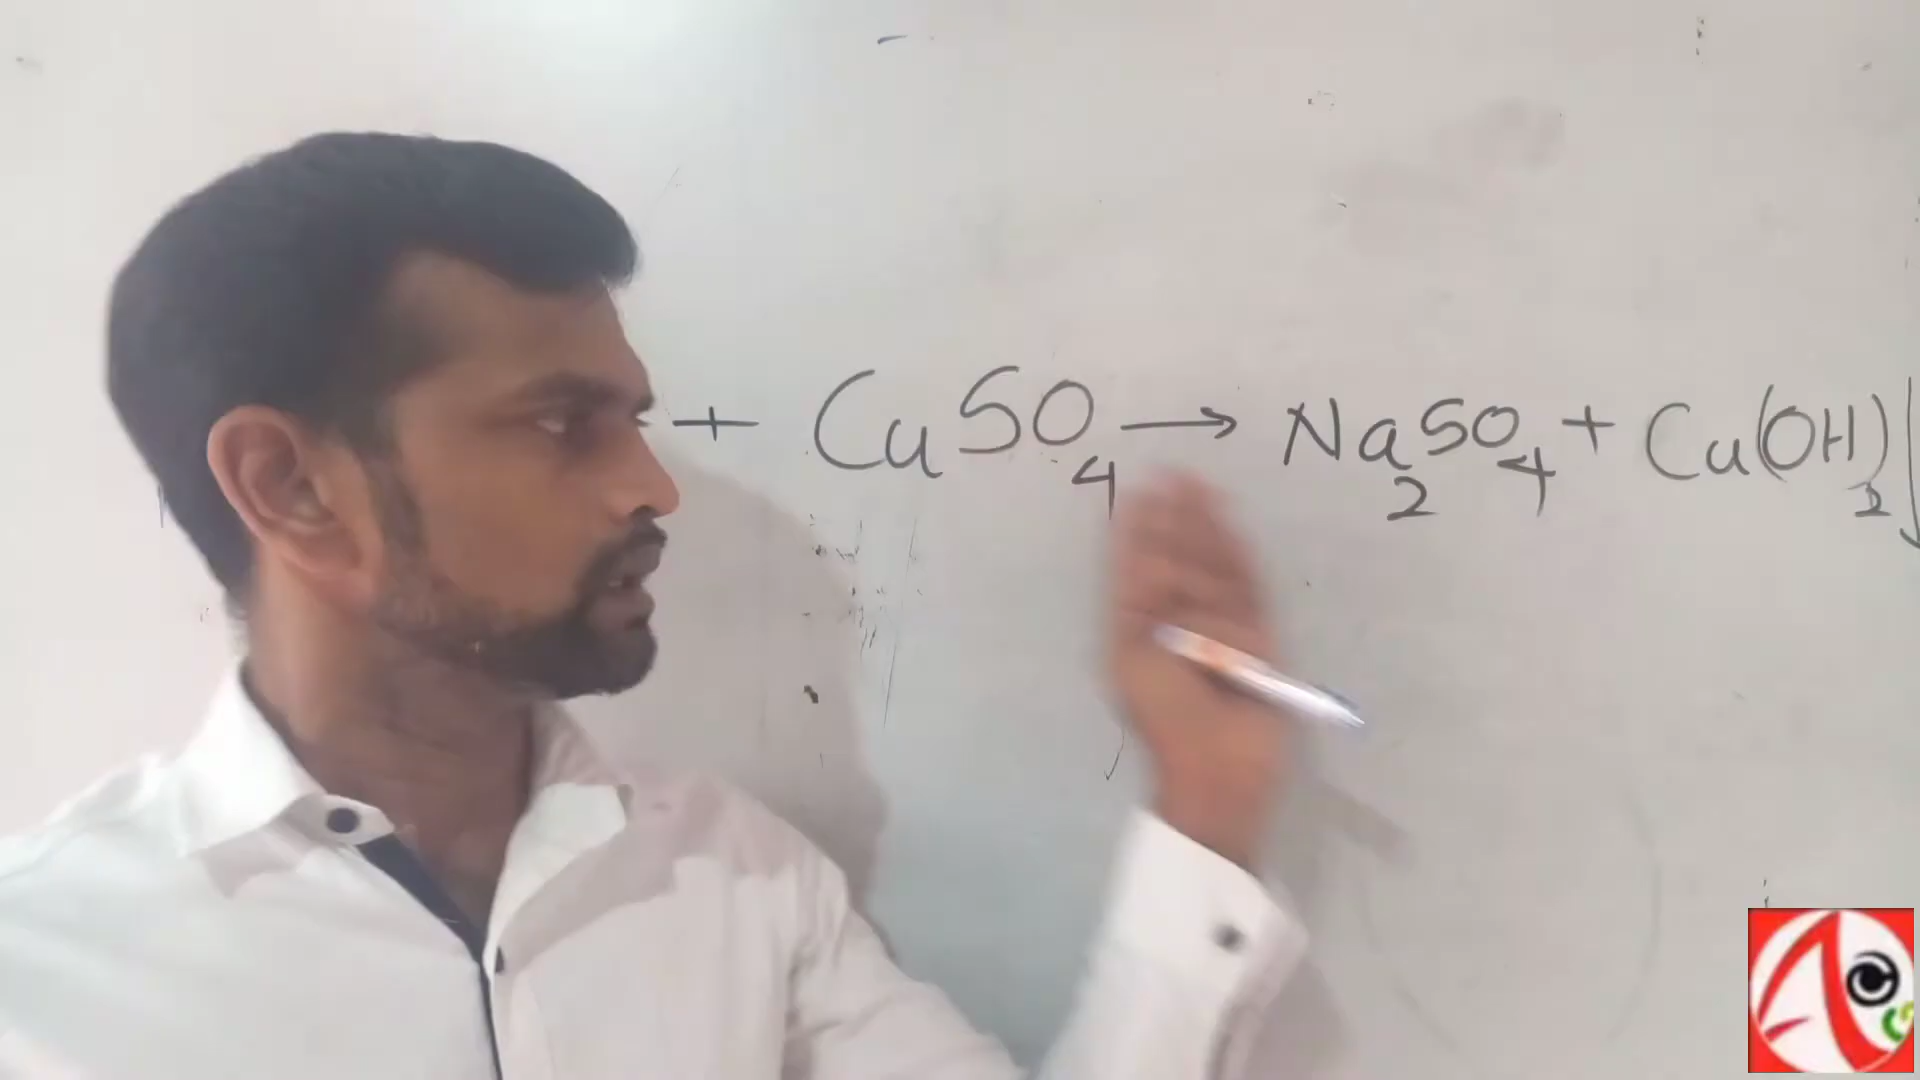 + CuSO4 → Na2SO4 + Cu(OH)2↓